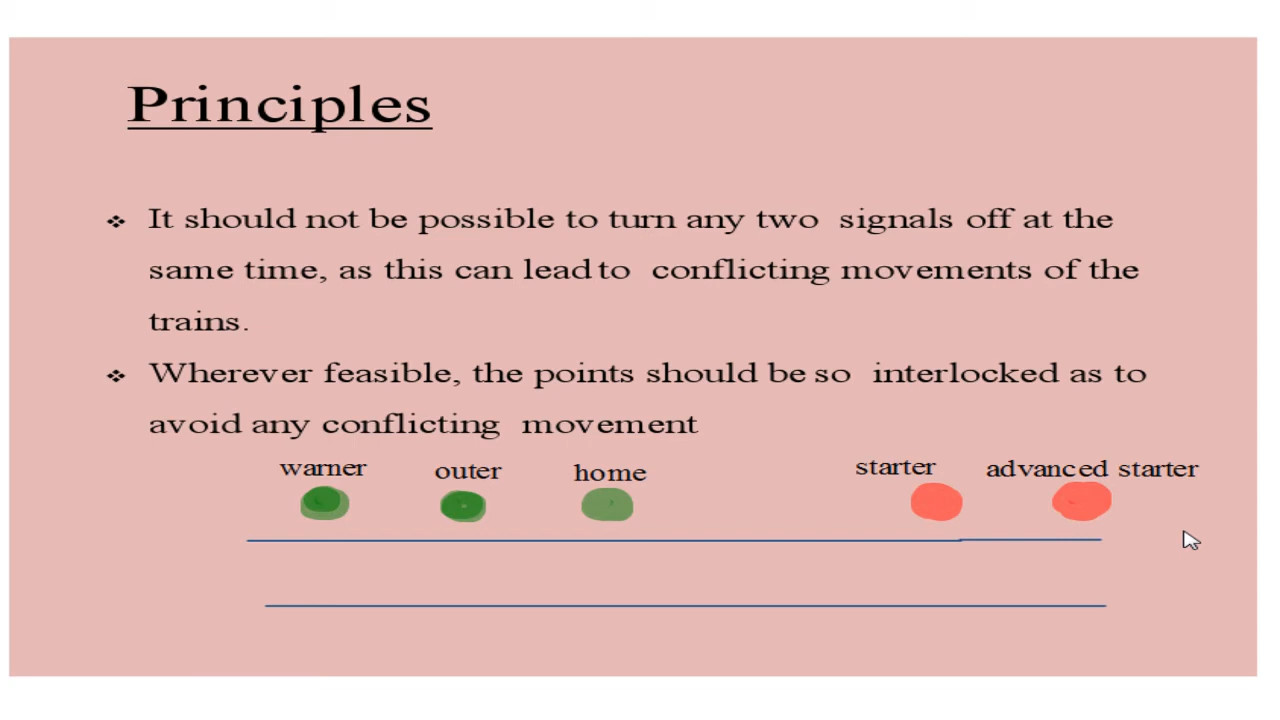 Principles
❖ It should not be possible to turn any two signals off at the
same time, as this can lead to conflicting movements of the
trains.
❖ Wherever feasible, the points should be so interlocked as to
avoid any conflicting movement
warner outer home starter advanced starter